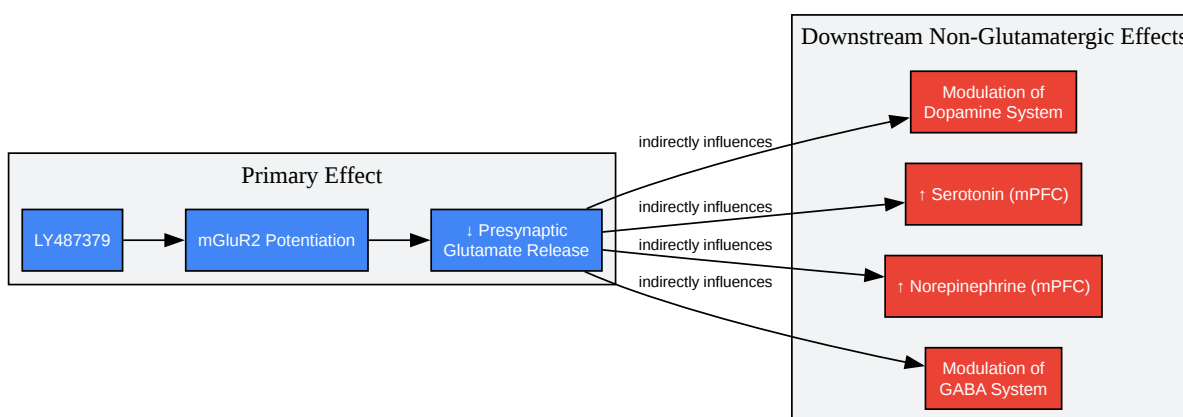 Primary Effect
LY487379
mGluR2 Potentiation
↓ Presynaptic
Glutamate Release
indirectly influences
indirectly influences
indirectly influences
indirectly influences
Downstream Non-Glutamatergic Effects
Modulation of
Dopamine System
↑ Serotonin (mPFC)
↑ Norepinephrine (mPFC)
Modulation of
GABA System